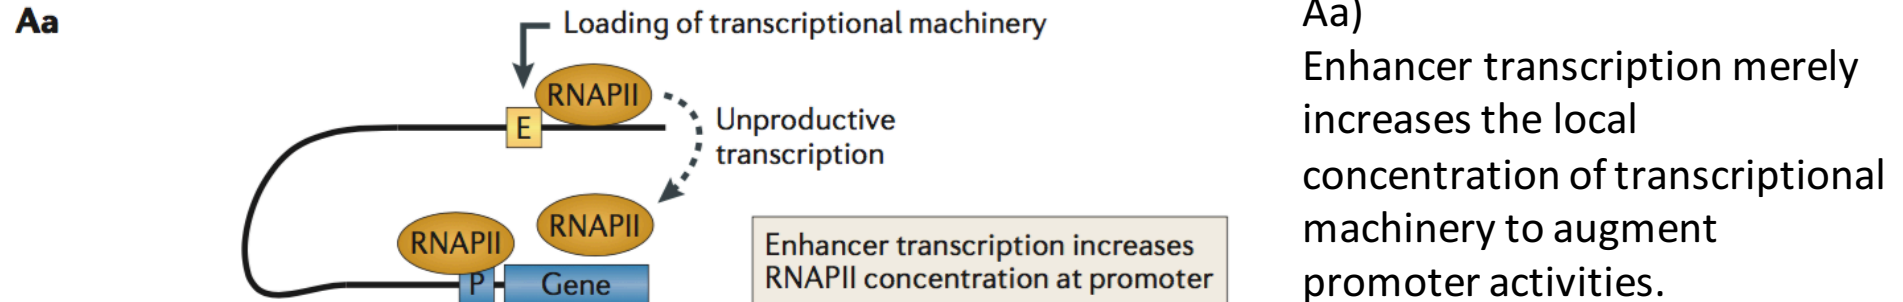 Aa
Loading of transcriptional machinery
RNAPII
E
Unproductive
transcription
RNAPII
RNAPII
P
Gene
Enhancer transcription increases
RNAPII concentration at promoter
Aa)
Enhancer transcription merely
increases the local
concentration of transcriptional
machinery to augment
promoter activities.